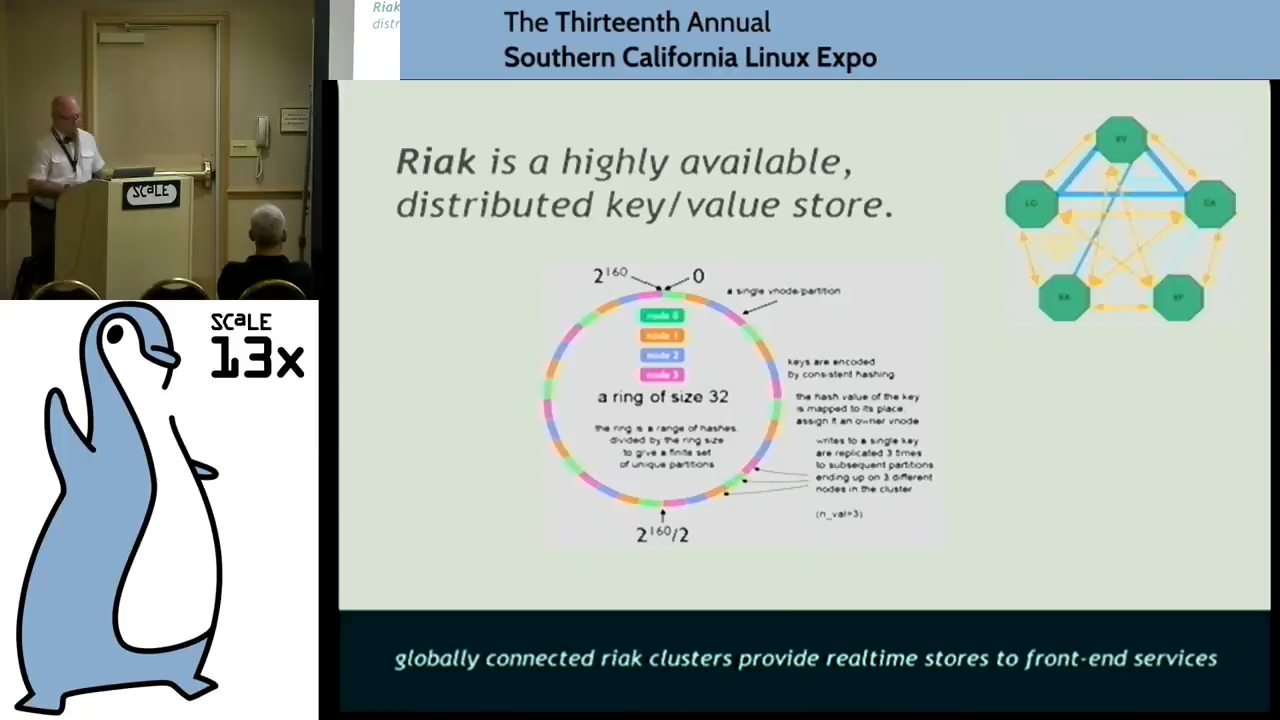 Riak
distr
The Thirteenth Annual
Southern California Linux Expo
SCALE
SCALE
13x
Riak is a highly available,
distributed key/value store.
2160
0
a single vnode/partition
node 0
node 1
node 2
node 3
a ring of size 32
the ring is a range of hashes,
divided by the ring size
to give a finite set
of unique partitions
keys are encoded
by consistent hashing
the hash value of the key
is mapped to its place,
assign it an owner vnode
writes to a single key
are replicated 3 times
to subsequent partitions
ending up on 3 different
nodes in the cluster
(n_val=3)
2160/2
globally connected riak clusters provide realtime stores to front-end services